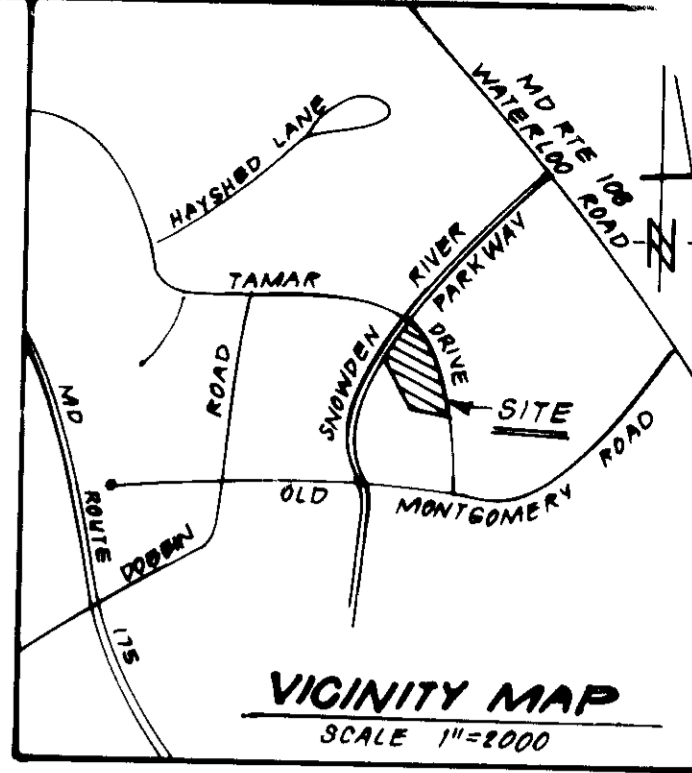 MD RTE 108
WATERLOO ROAD
HAYSHED LANE
RIVER
PARKWAY
SNOWDEN
TAMAR
DRIVE
ROAD
SITE
MD
ROUTE
175
OLD
MONTGOMERY
ROAD
DOBBIN
N
VICINITY MAP
SCALE 1"=2000